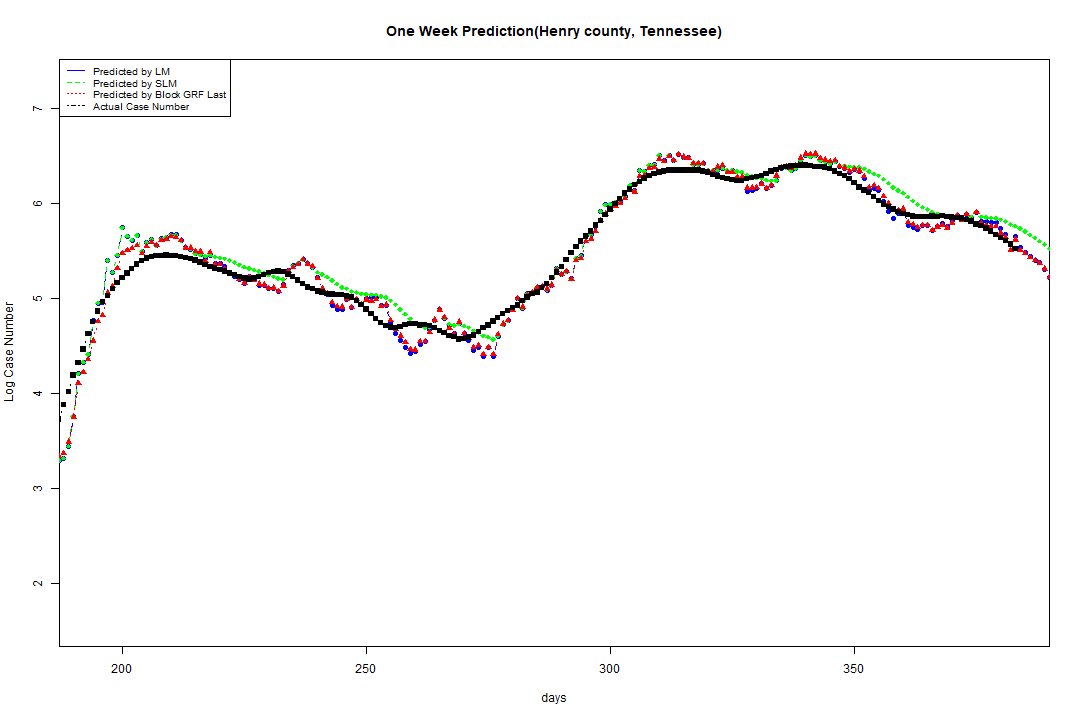 One Week Prediction(Henry county, Tennessee)
Predicted by LM
Predicted by SLM
Predicted by Block GRF Last
Actual Case Number
7
6
5
4
3
2
Log Case Number
200 250 300 350
days